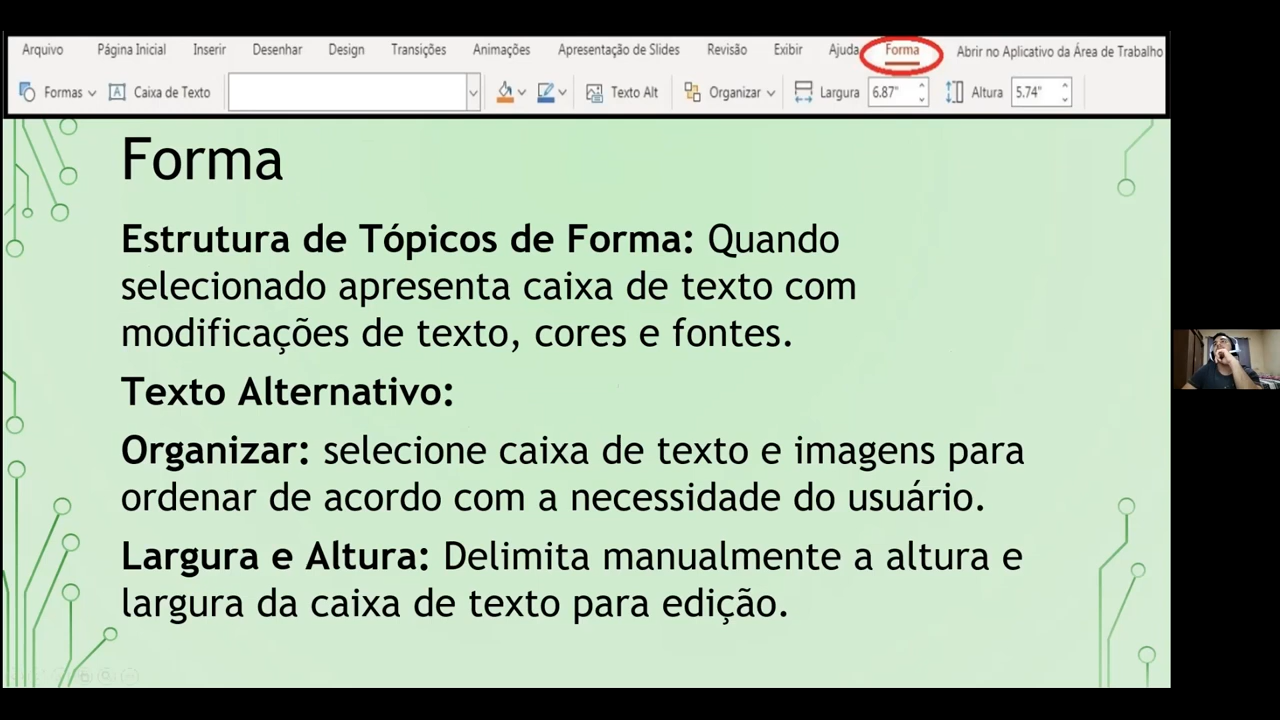 Arquivo Página Inicial Inserir Desenhar Design Transições Animações Apresentação de Slides Revisão Exibir Ajuda Forma Abrir no Aplicativo da Área de Trabalho
Formas Caixa de Texto Texto Alt Organizar Largura 6.87" Altura 5.74"
Forma
Estrutura de Tópicos de Forma: Quando
selecionado apresenta caixa de texto com
modificações de texto, cores e fontes.
Texto Alternativo:
Organizar: selecione caixa de texto e imagens para
ordenar de acordo com a necessidade do usuário.
Largura e Altura: Delimita manualmente a altura e
largura da caixa de texto para edição.